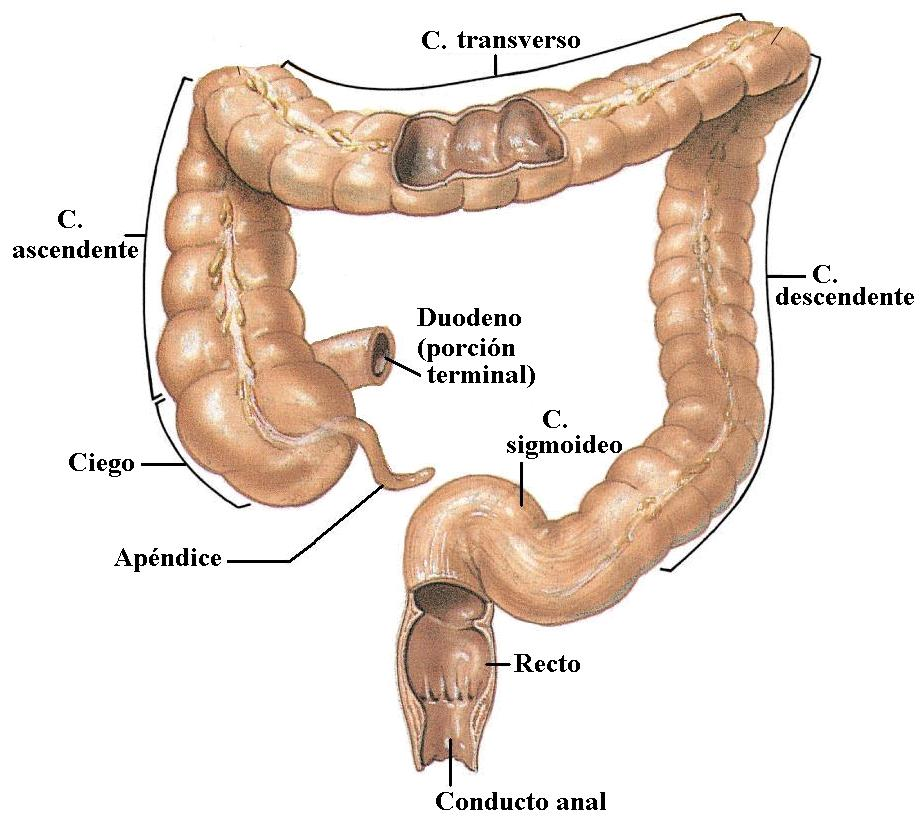 C. transverso
C.
ascendente
C.
descendente
Duodeno
(porción
terminal)
C.
sigmoideo
Ciego
Apéndice
Recto
Conducto anal